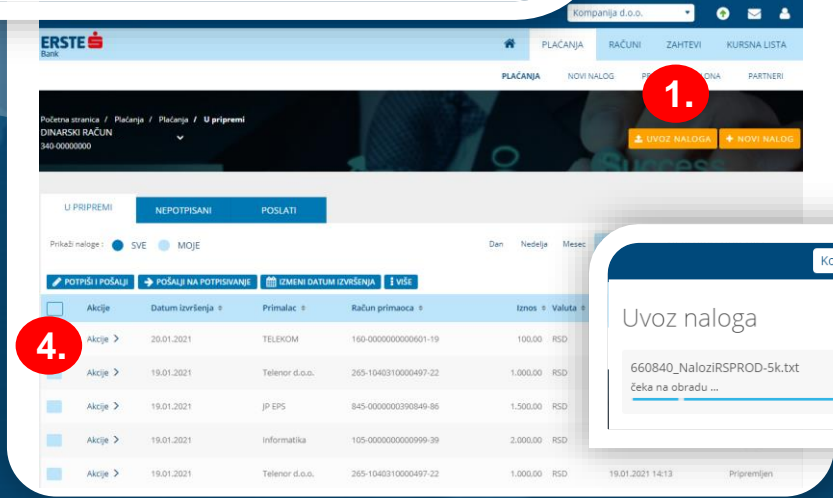 Kompanija d.o.o.
ERSTE
Bank
PLAĆANJA RAČUNI ZAHTEVI KURSNA LISTA
PLAĆANJA NOVI NALOG PARTNERI
1.
Početna stranica / Plaćanja / Plaćanja / U pripremi
DINARSKI RAČUN
340-00000000
UVOZ NALOGA + NOVI NALOG
Success
U PRIPREMI NEPOTPISANI POSLATI
Prikaži naloge : SVE MOJE Dan Nedelja Mesec
POTPIŠI I POŠALJI POŠALJI NA POTPISIVANJE IZMENI DATUM IZVRŠENJA VIŠE
Akcije Datum izvršenja Primalac Račun primaoca Iznos Valuta
4.
Akcije 20.01.2021 TELEKOM 160-0000000000601-19 100,00 RSD
Akcije 19.01.2021 Telenor d.o.o. 265-1040310000497-22 1.000,00 RSD
Akcije 19.01.2021 JP EPS 845-0000000390849-86 1.500,00 RSD
Akcije 19.01.2021 Informatika 105-0000000000999-39 2.000,00 RSD
Akcije 19.01.2021 Telenor d.o.o. 265-1040310000497-22 1.000,00 RSD 19.01.2021 14:13 Pripremljen
Uvoz naloga
660840_NaloziRSPROD-5k.txt
čeka na obradu ...